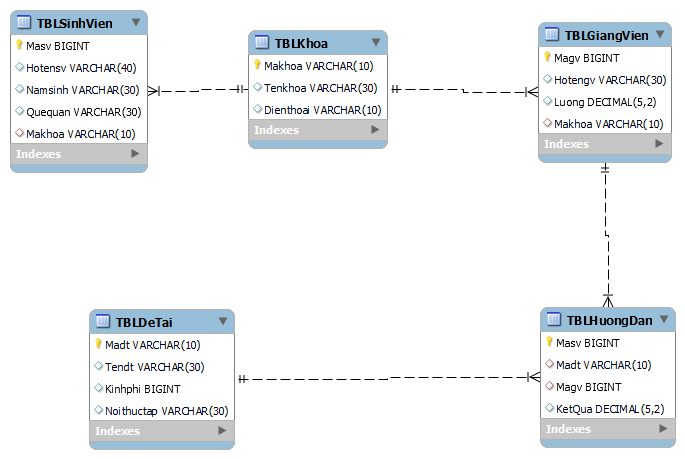 TBLSinhVien
Masv BIGINT
Hotensv VARCHAR(40)
Namsinh VARCHAR(30)
Quequan VARCHAR(30)
Makhoa VARCHAR(10)
Indexes
TBLKhoa
Makhoa VARCHAR(10)
Tenkhoa VARCHAR(30)
Dienthoai VARCHAR(10)
Indexes
TBLGiangVien
Magv BIGINT
Hotengv VARCHAR(30)
Luong DECIMAL(5,2)
Makhoa VARCHAR(10)
Indexes
TBLDeTai
Madt VARCHAR(10)
Tendt VARCHAR(30)
Kinhphi BIGINT
Noithuctap VARCHAR(30)
Indexes
TBLHuongDan
Masv BIGINT
Madt VARCHAR(10)
Magv BIGINT
KetQua DECIMAL(5,2)
Indexes